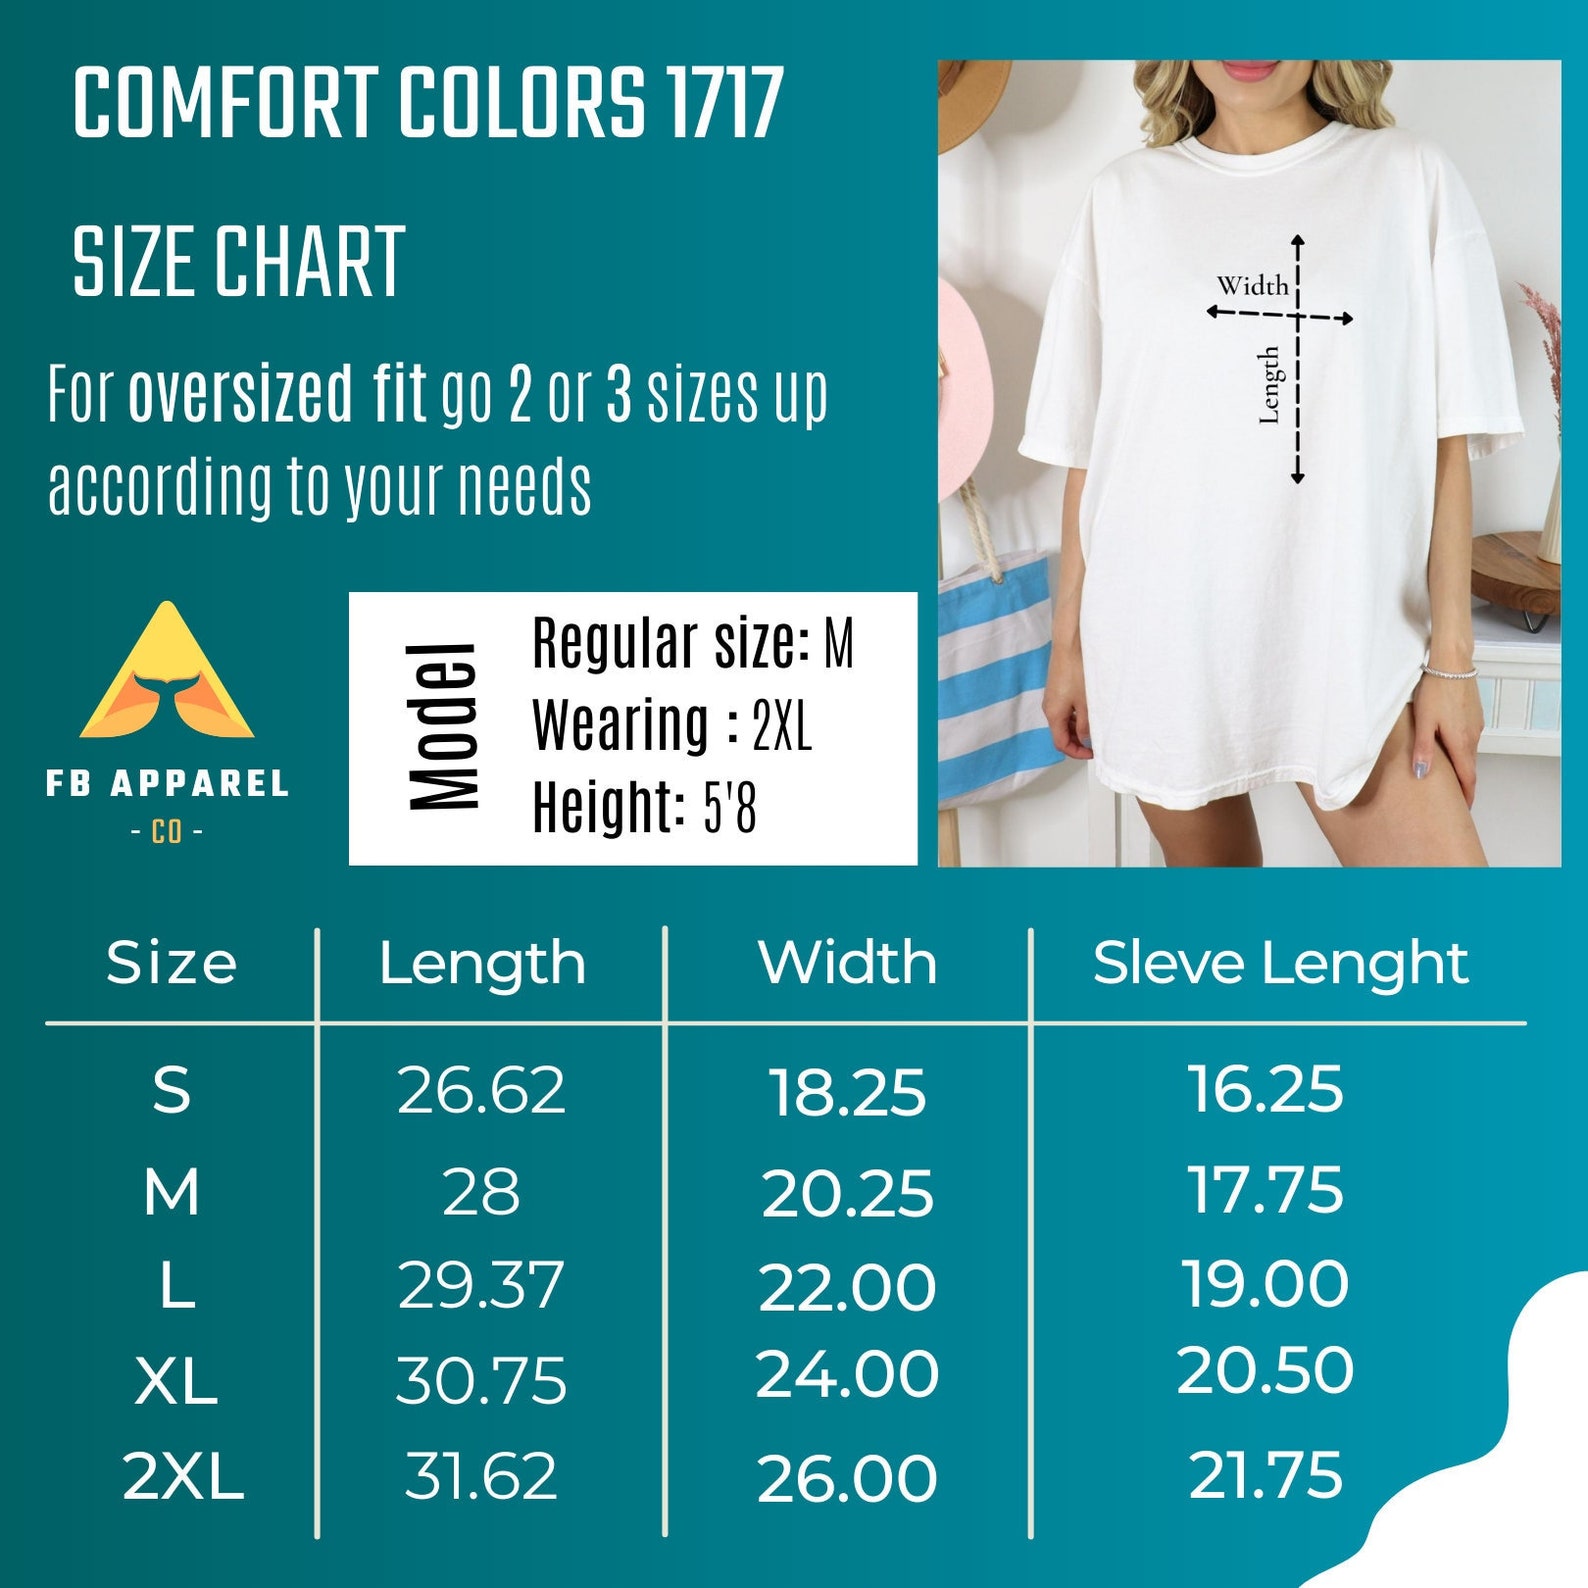 COMFORT COLORS 1717
SIZE CHART
For oversized fit go 2 or 3 sizes up
according to your needs
FB APPAREL
- CO -
Model
Regular size: M
Wearing : 2XL
Height: 5'8
Width
Length
Size Length Width Sleve Lenght
S 26.62 18.25 16.25
M 28 20.25 17.75
L 29.37 22.00 19.00
XL 30.75 24.00 20.50
2XL 31.62 26.00 21.75